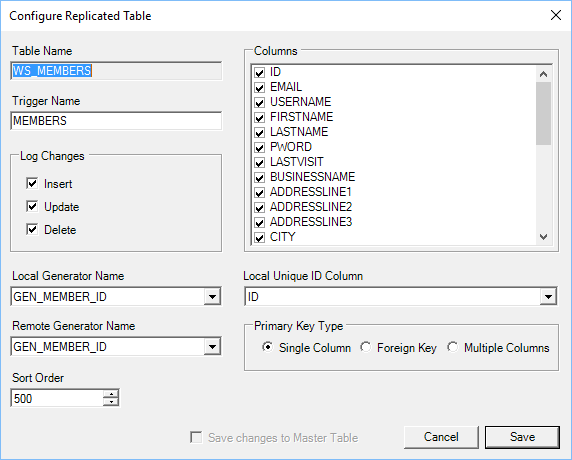 Configure Replicated Table
Table Name
WS_MEMBERS
Trigger Name
MEMBERS
Log Changes
Insert
Update
Delete
Columns
ID
EMAIL
USERNAME
FIRSTNAME
LASTNAME
PWORD
LASTVISIT
BUSINESSNAME
ADDRESSLINE1
ADDRESSLINE2
ADDRESSLINE3
CITY
Local Generator Name
GEN_MEMBER_ID
Local Unique ID Column
ID
Remote Generator Name
GEN_MEMBER_ID
Primary Key Type
Single Column Foreign Key Multiple Columns
Sort Order
500
Save changes to Master Table
Cancel
Save